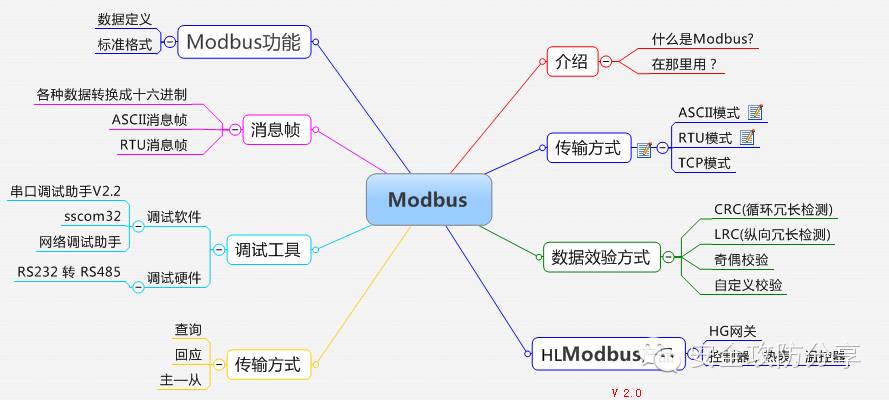 Modbus
介绍
什么是Modbus?
在那里用？
传输方式
ASCII模式
RTU模式
TCP模式
数据效验方式
CRC(循环冗长检测)
LRC(纵向冗长检测)
奇偶校验
自定义校验
HLModbus
HG网关
控制器
温控器
Modbus功能
数据定义
标准格式
消息帧
各种数据转换成十六进制
ASCII消息帧
RTU消息帧
调试工具
调试软件
串口调试助手V2.2
sscom32
网络调试助手
调试硬件
RS232 转 RS485
传输方式
查询
回应
主一从
安全攻防分享
V 2.0